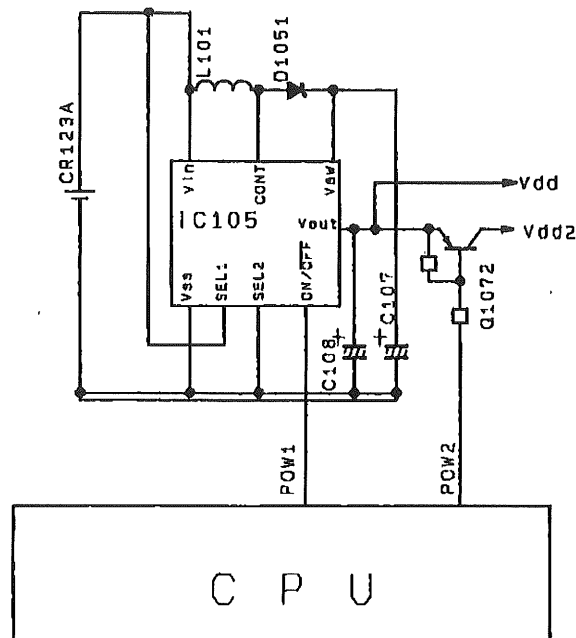 CR123A
L101
D1051
Vin
CONT
Vsw
IC105
Vout
Vdd
Vdd2
Vss
SEL1
SEL2
ON/OFF
Q1072
C108
+
C107
+
POW1
POW2
CPU